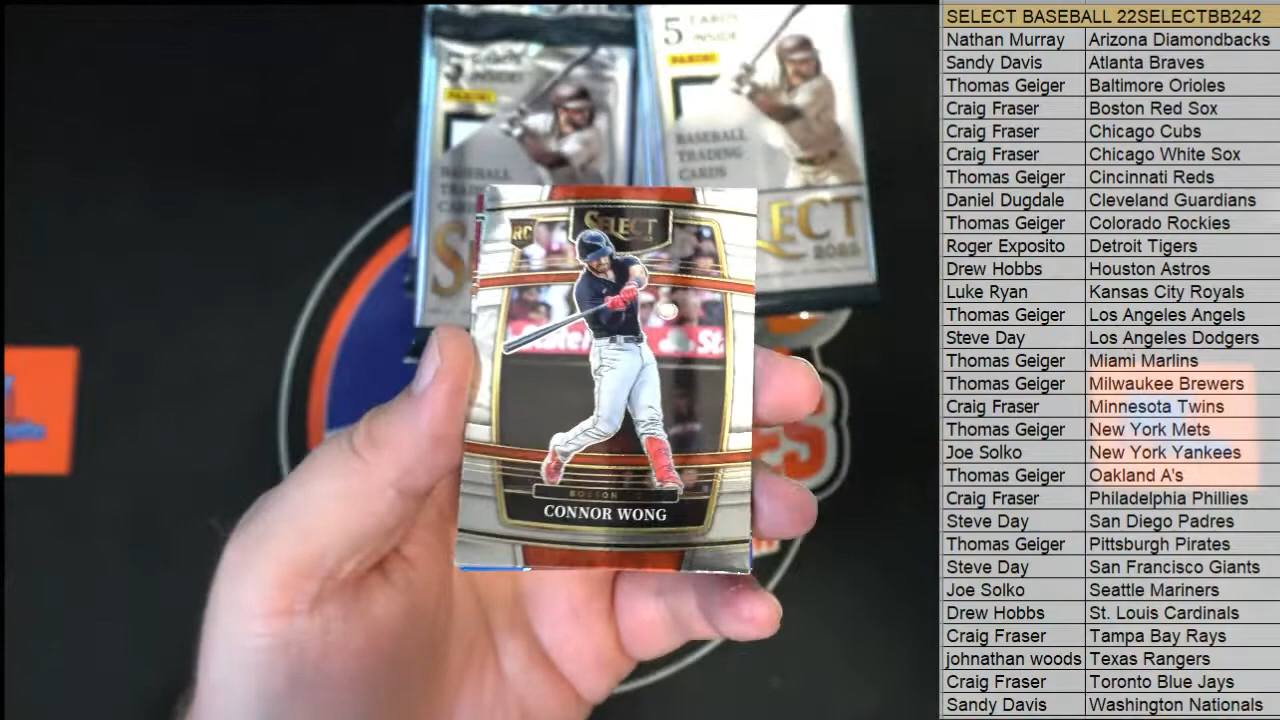 5 CARDS
INSIDE
PANINI
BASEBALL
TRADING
CARDS
5
PANINI
BASEBALL
LECT
2022
RC
SELECT
BOSTON
CONNOR WONG
SELECT BASEBALL 22SELECTBB242
Nathan Murray Arizona Diamondbacks
Sandy Davis Atlanta Braves
Thomas Geiger Baltimore Orioles
Craig Fraser Boston Red Sox
Craig Fraser Chicago Cubs
Craig Fraser Chicago White Sox
Thomas Geiger Cincinnati Reds
Daniel Dugdale Cleveland Guardians
Thomas Geiger Colorado Rockies
Roger Exposito Detroit Tigers
Drew Hobbs Houston Astros
Luke Ryan Kansas City Royals
Thomas Geiger Los Angeles Angels
Steve Day Los Angeles Dodgers
Thomas Geiger Miami Marlins
Thomas Geiger Milwaukee Brewers
Craig Fraser Minnesota Twins
Thomas Geiger New York Mets
Joe Solko New York Yankees
Thomas Geiger Oakland A's
Craig Fraser Philadelphia Phillies
Steve Day San Diego Padres
Thomas Geiger Pittsburgh Pirates
Steve Day San Francisco Giants
Joe Solko Seattle Mariners
Drew Hobbs St. Louis Cardinals
Craig Fraser Tampa Bay Rays
johnathan woods Texas Rangers
Craig Fraser Toronto Blue Jays
Sandy Davis Washington Nationals